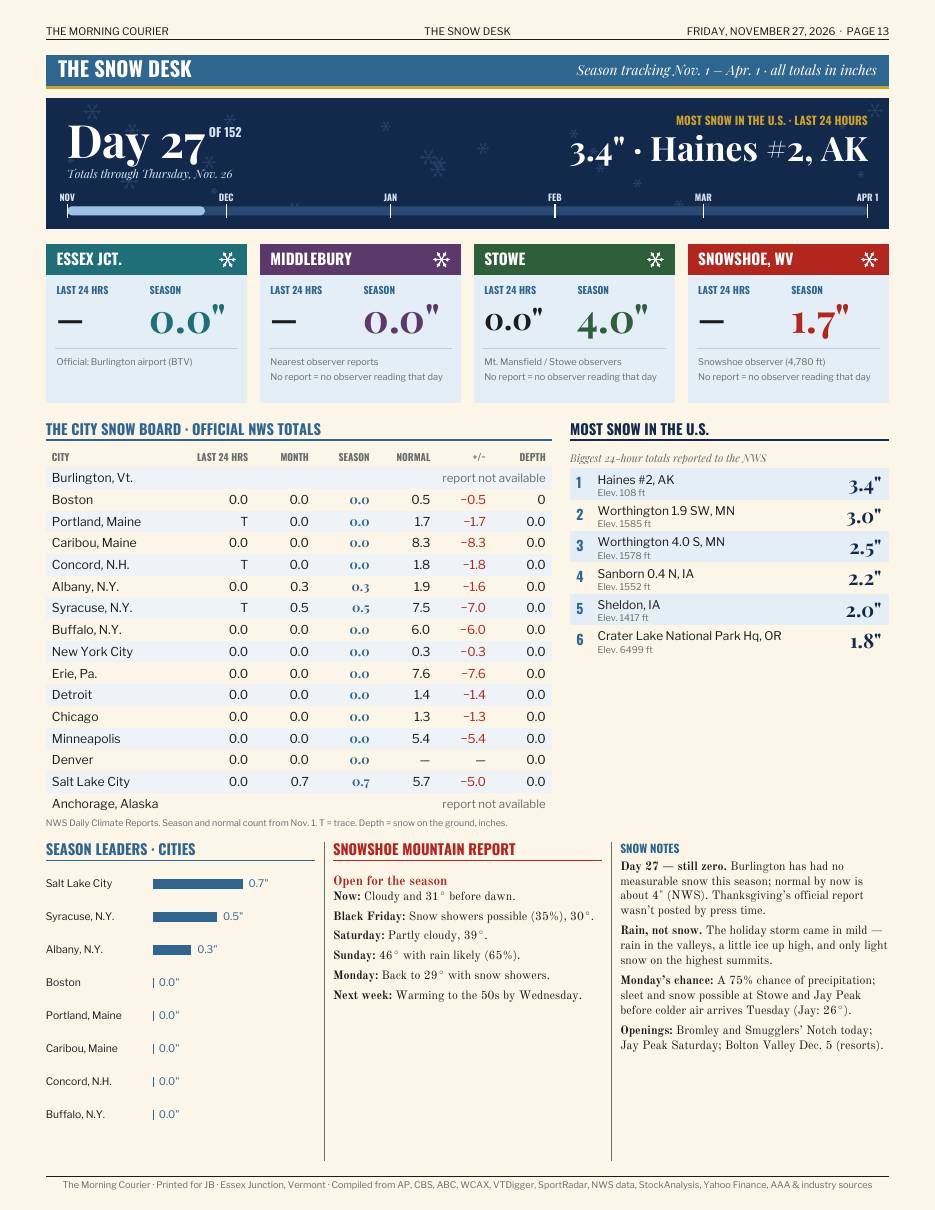 THE MORNING COURIER THE SNOW DESK FRIDAY, NOVEMBER 27, 2026 · PAGE 13
THE SNOW DESK Season tracking Nov. 1 – Apr. 1 · all totals in inches
Day 27 OF 152
Totals through Thursday, Nov. 26
MOST SNOW IN THE U.S. · LAST 24 HOURS
3.4" · Haines #2, AK
NOV DEC JAN FEB MAR APR 1
ESSEX JCT.
LAST 24 HRS SEASON
— 0.0"
Official: Burlington airport (BTV)
MIDDLEBURY
LAST 24 HRS SEASON
— 0.0"
Nearest observer reports
No report = no observer reading that day
STOWE
LAST 24 HRS SEASON
0.0" 4.0"
Mt. Mansfield / Stowe observers
No report = no observer reading that day
SNOWSHOE, WV
LAST 24 HRS SEASON
— 1.7"
Snowshoe observer (4,780 ft)
No report = no observer reading that day
THE CITY SNOW BOARD · OFFICIAL NWS TOTALS
CITY LAST 24 HRS MONTH SEASON NORMAL +/− DEPTH
Burlington, Vt. report not available
Boston 0.0 0.0 0.0 0.5 −0.5 0
Portland, Maine T 0.0 0.0 1.7 −1.7 0.0
Caribou, Maine 0.0 0.0 0.0 8.3 −8.3 0.0
Concord, N.H. T 0.0 0.0 1.8 −1.8 0.0
Albany, N.Y. 0.0 0.3 0.3 1.9 −1.6 0.0
Syracuse, N.Y. T 0.5 0.5 7.5 −7.0 0.0
Buffalo, N.Y. 0.0 0.0 0.0 6.0 −6.0 0.0
New York City 0.0 0.0 0.0 0.3 −0.3 0.0
Erie, Pa. 0.0 0.0 0.0 7.6 −7.6 0.0
Detroit 0.0 0.0 0.0 1.4 −1.4 0.0
Chicago 0.0 0.0 0.0 1.3 −1.3 0.0
Minneapolis 0.0 0.0 0.0 5.4 −5.4 0.0
Denver 0.0 0.0 0.0 — — 0.0
Salt Lake City 0.0 0.7 0.7 5.7 −5.0 0.0
Anchorage, Alaska report not available
NWS Daily Climate Reports. Season and normal count from Nov. 1. T = trace. Depth = snow on the ground, inches.
MOST SNOW IN THE U.S.
Biggest 24-hour totals reported to the NWS
1 Haines #2, AK 3.4"
Elev. 108 ft
2 Worthington 1.9 SW, MN 3.0"
Elev. 1585 ft
3 Worthington 4.0 S, MN 2.5"
Elev. 1578 ft
4 Sanborn 0.4 N, IA 2.2"
Elev. 1552 ft
5 Sheldon, IA 2.0"
Elev. 1417 ft
6 Crater Lake National Park Hq, OR 1.8"
Elev. 6499 ft
SEASON LEADERS · CITIES
Salt Lake City 0.7"
Syracuse, N.Y. 0.5"
Albany, N.Y. 0.3"
Boston 0.0"
Portland, Maine 0.0"
Caribou, Maine 0.0"
Concord, N.H. 0.0"
Buffalo, N.Y. 0.0"
SNOWSHOE MOUNTAIN REPORT
Open for the season
Now: Cloudy and 31° before dawn.
Black Friday: Snow showers possible (35%), 30°.
Saturday: Partly cloudy, 39°.
Sunday: 46° with rain likely (65%).
Monday: Back to 29° with snow showers.
Next week: Warming to the 50s by Wednesday.
SNOW NOTES
Day 27 — still zero. Burlington has had no
measurable snow this season; normal by now is
about 4" (NWS). Thanksgiving's official report
wasn't posted by press time.
Rain, not snow. The holiday storm came in mild —
rain in the valleys, a little ice up high, and only light
snow on the highest summits.
Monday's chance: A 75% chance of precipitation;
sleet and snow possible at Stowe and Jay Peak
before colder air arrives Tuesday (Jay: 26°).
Openings: Bromley and Smugglers' Notch today;
Jay Peak Saturday; Bolton Valley Dec. 5 (resorts).
The Morning Courier · Printed for JB · Essex Junction, Vermont · Compiled from AP, CBS, ABC, WCAX, VTDigger, SportRadar, NWS data, StockAnalysis, Yahoo Finance, AAA & industry sources